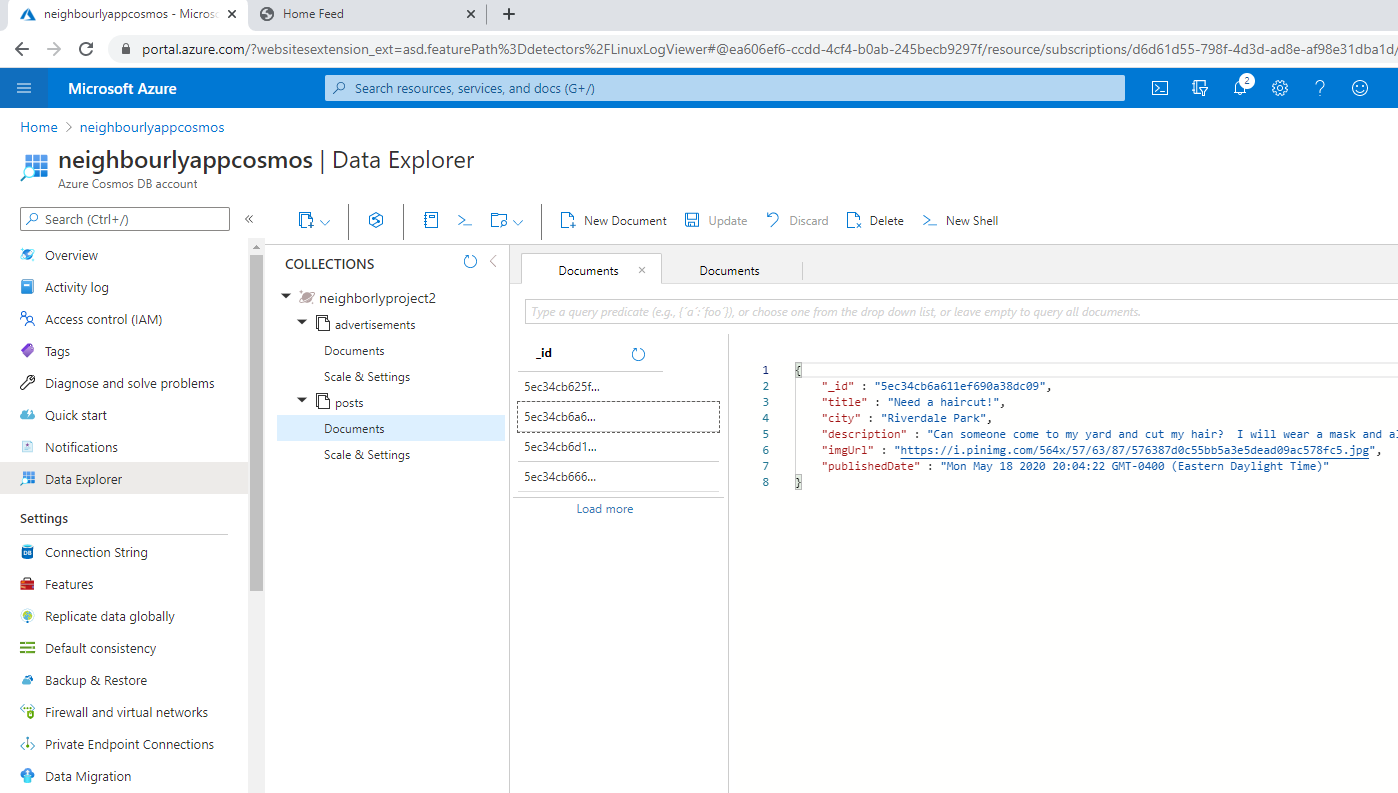 neighbourlyappcosmos - Micros
Home Feed
portal.azure.com/?websitesextension_ext=asd.featurePath%3Ddetectors%2FLinuxLogViewer#@ea606ef6-ccdd-4cf4-b0ab-245becb9297f/resource/subscriptions/d6d61d55-798f-4d3d-ad8e-af98e31dba1d/
Microsoft Azure
Search resources, services, and docs (G+/)
2
Home > neighbourlyappcosmos
neighbourlyappcosmos | Data Explorer
Azure Cosmos DB account
Search (Ctrl+/)
«
Overview
Activity log
Access control (IAM)
Tags
Diagnose and solve problems
Quick start
Notifications
Data Explorer
Settings
Connection String
Features
Replicate data globally
Default consistency
Backup & Restore
Firewall and virtual networks
Private Endpoint Connections
Data Migration
New Document Update Discard Delete New Shell
COLLECTIONS
neighborlyproject2
advertisements
Documents
Scale & Settings
posts
Documents
Scale & Settings
Documents Documents
Type a query predicate (e.g., {´a´:´foo´}), or choose one from the drop down list, or leave empty to query all documents.
_id
5ec34cb625f...
5ec34cb6a6...
5ec34cb6d1...
5ec34cb666...
Load more
1 {
2 "_id" : "5ec34cb6a611ef690a38dc09",
3 "title" : "Need a haircut!",
4 "city" : "Riverdale Park",
5 "description" : "Can someone come to my yard and cut my hair?  I will wear a mask and al
6 "imgUrl" : "https://i.pinimg.com/564x/57/63/87/576387d0c55bb5a3e5dead09ac578fc5.jpg",
7 "publishedDate" : "Mon May 18 2020 20:04:22 GMT-0400 (Eastern Daylight Time)"
8 }